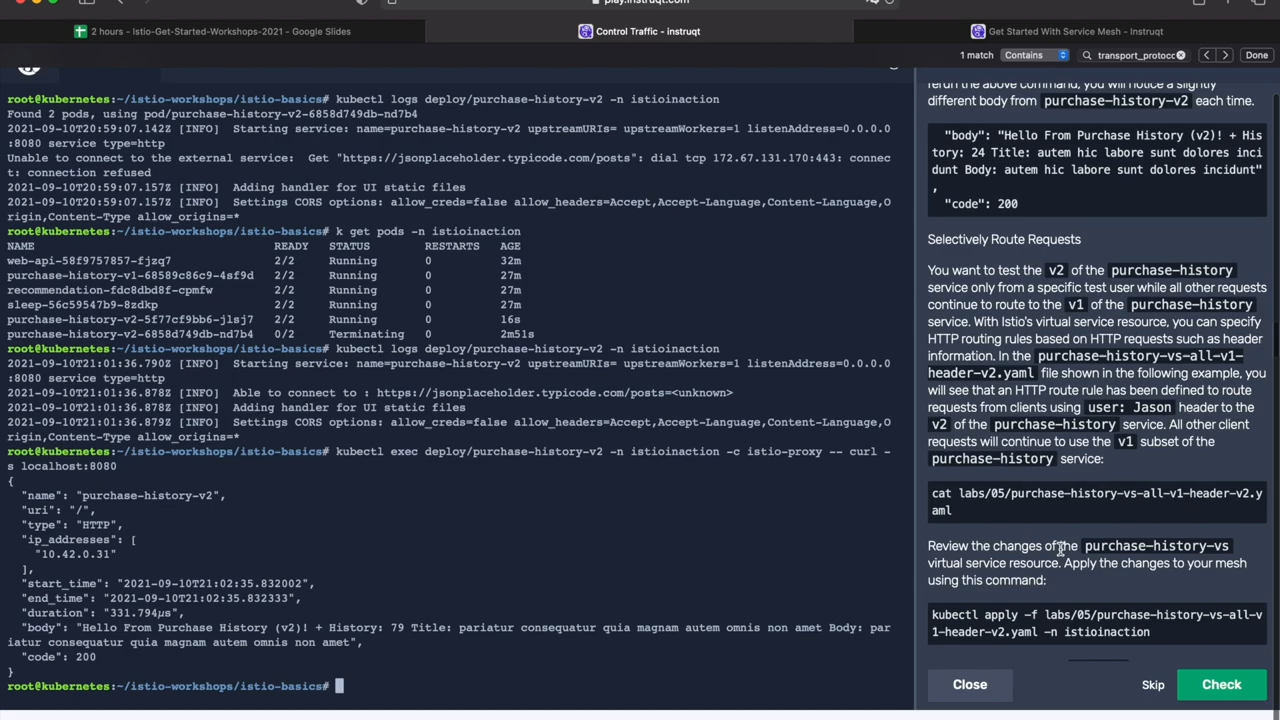 play.instruqt.com
2 hours - Istio-Get-Started-Workshops-2021 - Google Slides
Control Traffic - instruqt
Get Started With Service Mesh - Instruqt
1 match
Contains
transport_protocc
Done
root@kubernetes:~/istio-workshops/istio-basics# kubectl logs deploy/purchase-history-v2 -n istioinaction
Found 2 pods, using pod/purchase-history-v2-6858d749db-nd7b4
2021-09-10T20:59:07.142Z [INFO]  Starting service: name=purchase-history-v2 upstreamURIs= upstreamWorkers=1 listenAddress=0.0.0.0
:8080 service type=http
Unable to connect to the external service:  Get "https://jsonplaceholder.typicode.com/posts": dial tcp 172.67.131.170:443: connec
t: connection refused
2021-09-10T20:59:07.157Z [INFO]  Adding handler for UI static files
2021-09-10T20:59:07.157Z [INFO]  Settings CORS options: allow_creds=false allow_headers=Accept,Accept-Language,Content-Language,O
rigin,Content-Type allow_origins=*
root@kubernetes:~/istio-workshops/istio-basics# k get pods -n istioinaction
NAME READY STATUS RESTARTS AGE
web-api-58f9757857-fjzq7 2/2 Running 0 32m
purchase-history-v1-68589c86c9-4sf9d 2/2 Running 0 27m
recommendation-fdc8dbd8f-cpmfw 2/2 Running 0 27m
sleep-56c59547b9-8zdkp 2/2 Running 0 27m
purchase-history-v2-5f77cf9bb6-jlsj7 2/2 Running 0 16s
purchase-history-v2-6858d749db-nd7b4 0/2 Terminating 0 2m51s
root@kubernetes:~/istio-workshops/istio-basics# kubectl logs deploy/purchase-history-v2 -n istioinaction
2021-09-10T21:01:36.790Z [INFO]  Starting service: name=purchase-history-v2 upstreamURIs= upstreamWorkers=1 listenAddress=0.0.0.0
:8080 service type=http
2021-09-10T21:01:36.878Z [INFO]  Able to connect to : https://jsonplaceholder.typicode.com/posts=<unknown>
2021-09-10T21:01:36.878Z [INFO]  Adding handler for UI static files
2021-09-10T21:01:36.878Z [INFO]  Settings CORS options: allow_creds=false allow_headers=Accept,Accept-Language,Content-Language,O
rigin,Content-Type allow_origins=*
root@kubernetes:~/istio-workshops/istio-basics# kubectl exec deploy/purchase-history-v2 -n istioinaction -c istio-proxy -- curl -
s localhost:8080
{
"name": "purchase-history-v2",
"uri": "/",
"type": "HTTP",
"ip_addresses": [
"10.42.0.31"
],
"start_time": "2021-09-10T21:02:35.832002",
"end_time": "2021-09-10T21:02:35.832333",
"duration": "331.794µs",
"body": "Hello From Purchase History (v2)! + History: 79 Title: pariatur consequatur quia magnam autem omnis non amet Body: par
iatur consequatur quia magnam autem omnis non amet",
"code": 200
}
root@kubernetes:~/istio-workshops/istio-basics#
rerun the above command, you will notice a slightly
different body from purchase-history-v2 each time.
"body": "Hello From Purchase History (v2)! + His
tory: 24 Title: autem hic labore sunt dolores inci
dunt Body: autem hic labore sunt dolores incidunt"
,
"code": 200
Selectively Route Requests
You want to test the v2 of the purchase-history
service only from a specific test user while all other requests
continue to route to the v1 of the purchase-history
service. With Istio's virtual service resource, you can specify
HTTP routing rules based on HTTP requests such as header
information. In the purchase-history-vs-all-v1-
header-v2.yaml file shown in the following example, you
will see that an HTTP route rule has been defined to route
requests from clients using user: Jason header to the
v2 of the purchase-history service. All other client
requests will continue to use the v1 subset of the
purchase-history service:
cat labs/05/purchase-history-vs-all-v1-header-v2.y
aml
Review the changes of the purchase-history-vs
virtual service resource. Apply the changes to your mesh
using this command:
kubectl apply -f labs/05/purchase-history-vs-all-v
1-header-v2.yaml -n istioinaction
Close
Skip
Check